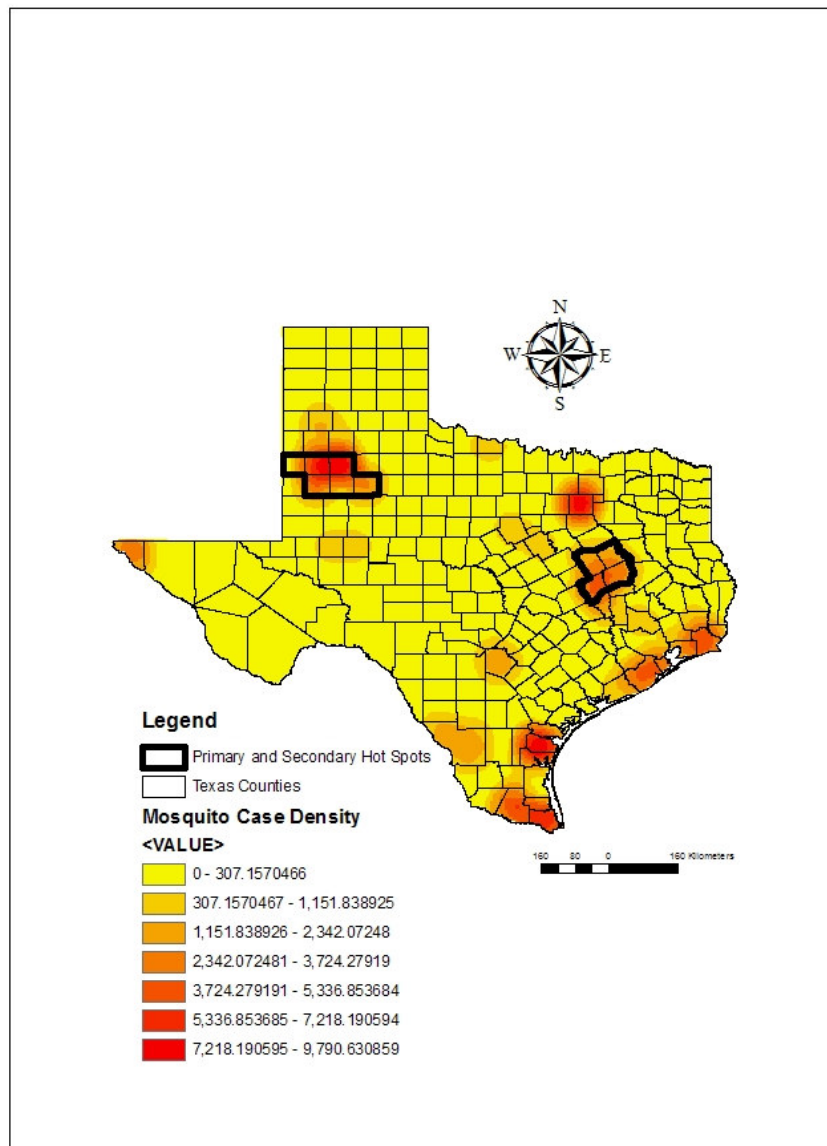 N
W E
S
Legend
Primary and Secondary Hot Spots
Texas Counties
Mosquito Case Density
<VALUE>
0 - 307.1570466
307.1570467 - 1,151.838925
1,151.838926 - 2,342.07248
2,342.072481 - 3,724.27919
3,724.279191 - 5,336.853684
5,336.853685 - 7,218.190594
7,218.190595 - 9,790.630859
160 80 0 160 Kilometers